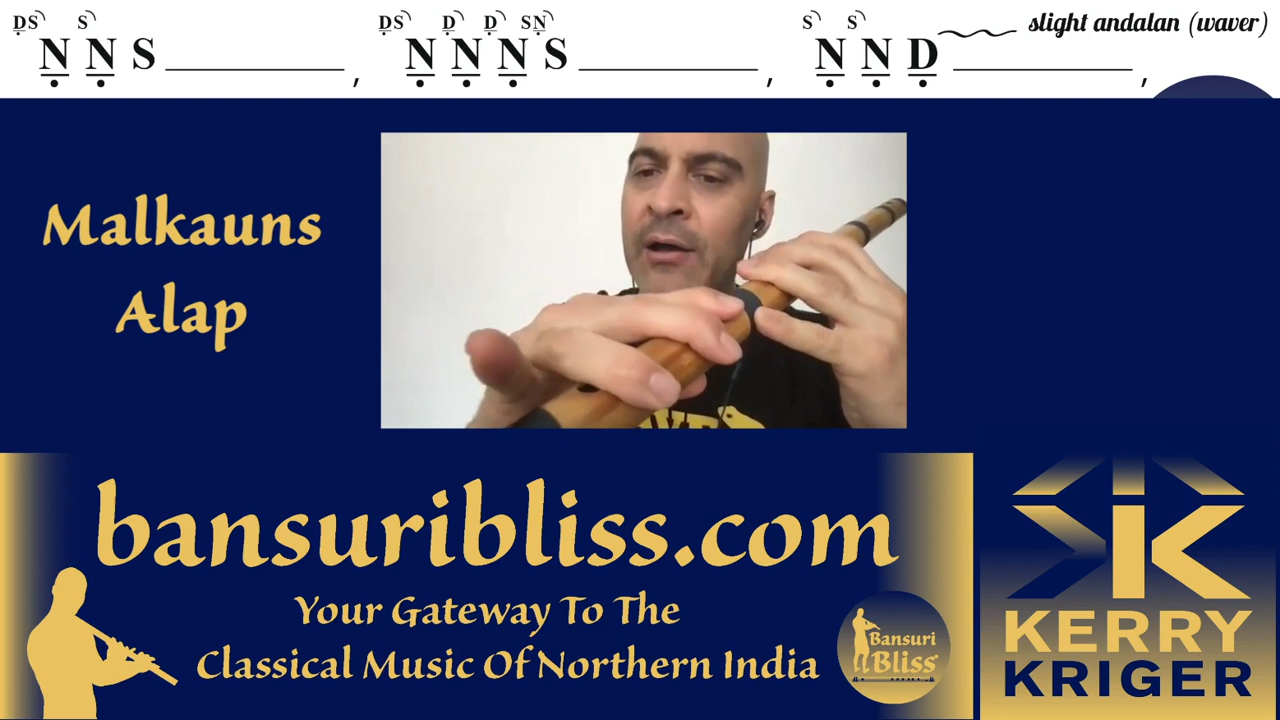 ḌS S ḌS Ḍ Ḍ SṆ S S slight andalan (waver)
Ṇ Ṇ S ________, Ṇ Ṇ Ṇ S ________, Ṇ Ṇ Ḍ ________,
Malkauns
Alap
bansuribliss.com
Your Gateway To The
Classical Music Of Northern India
Bansuri
Bliss
KERRY
KRIGER